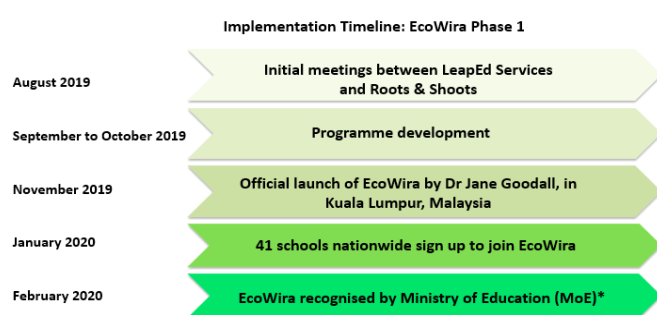 Implementation Timeline: EcoWira Phase 1
August 2019
Initial meetings between LeapEd Services
and Roots & Shoots
September to October 2019
Programme development
November 2019
Official launch of EcoWira by Dr Jane Goodall, in
Kuala Lumpur, Malaysia
January 2020
41 schools nationwide sign up to join EcoWira
February 2020
EcoWira recognised by Ministry of Education (MoE)*